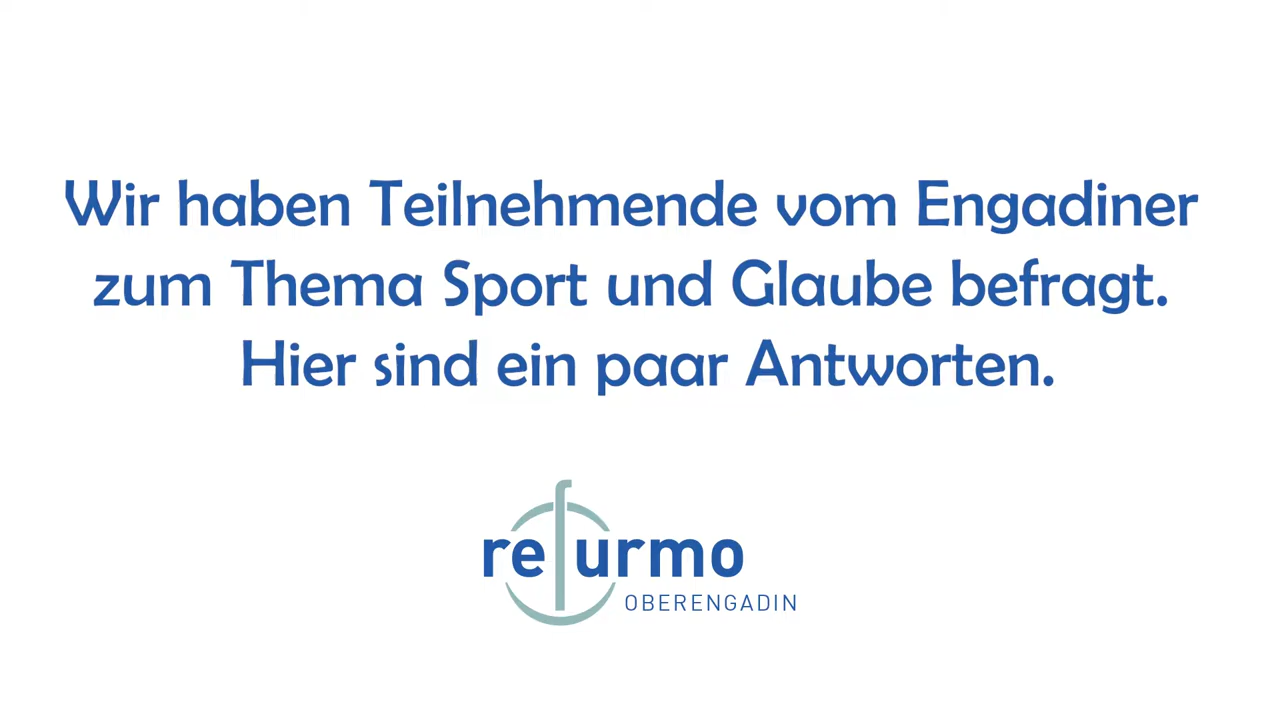 Wir haben Teilnehmende vom Engadiner
zum Thema Sport und Glaube befragt.
Hier sind ein paar Antworten.
refurmo
OBERENGADIN